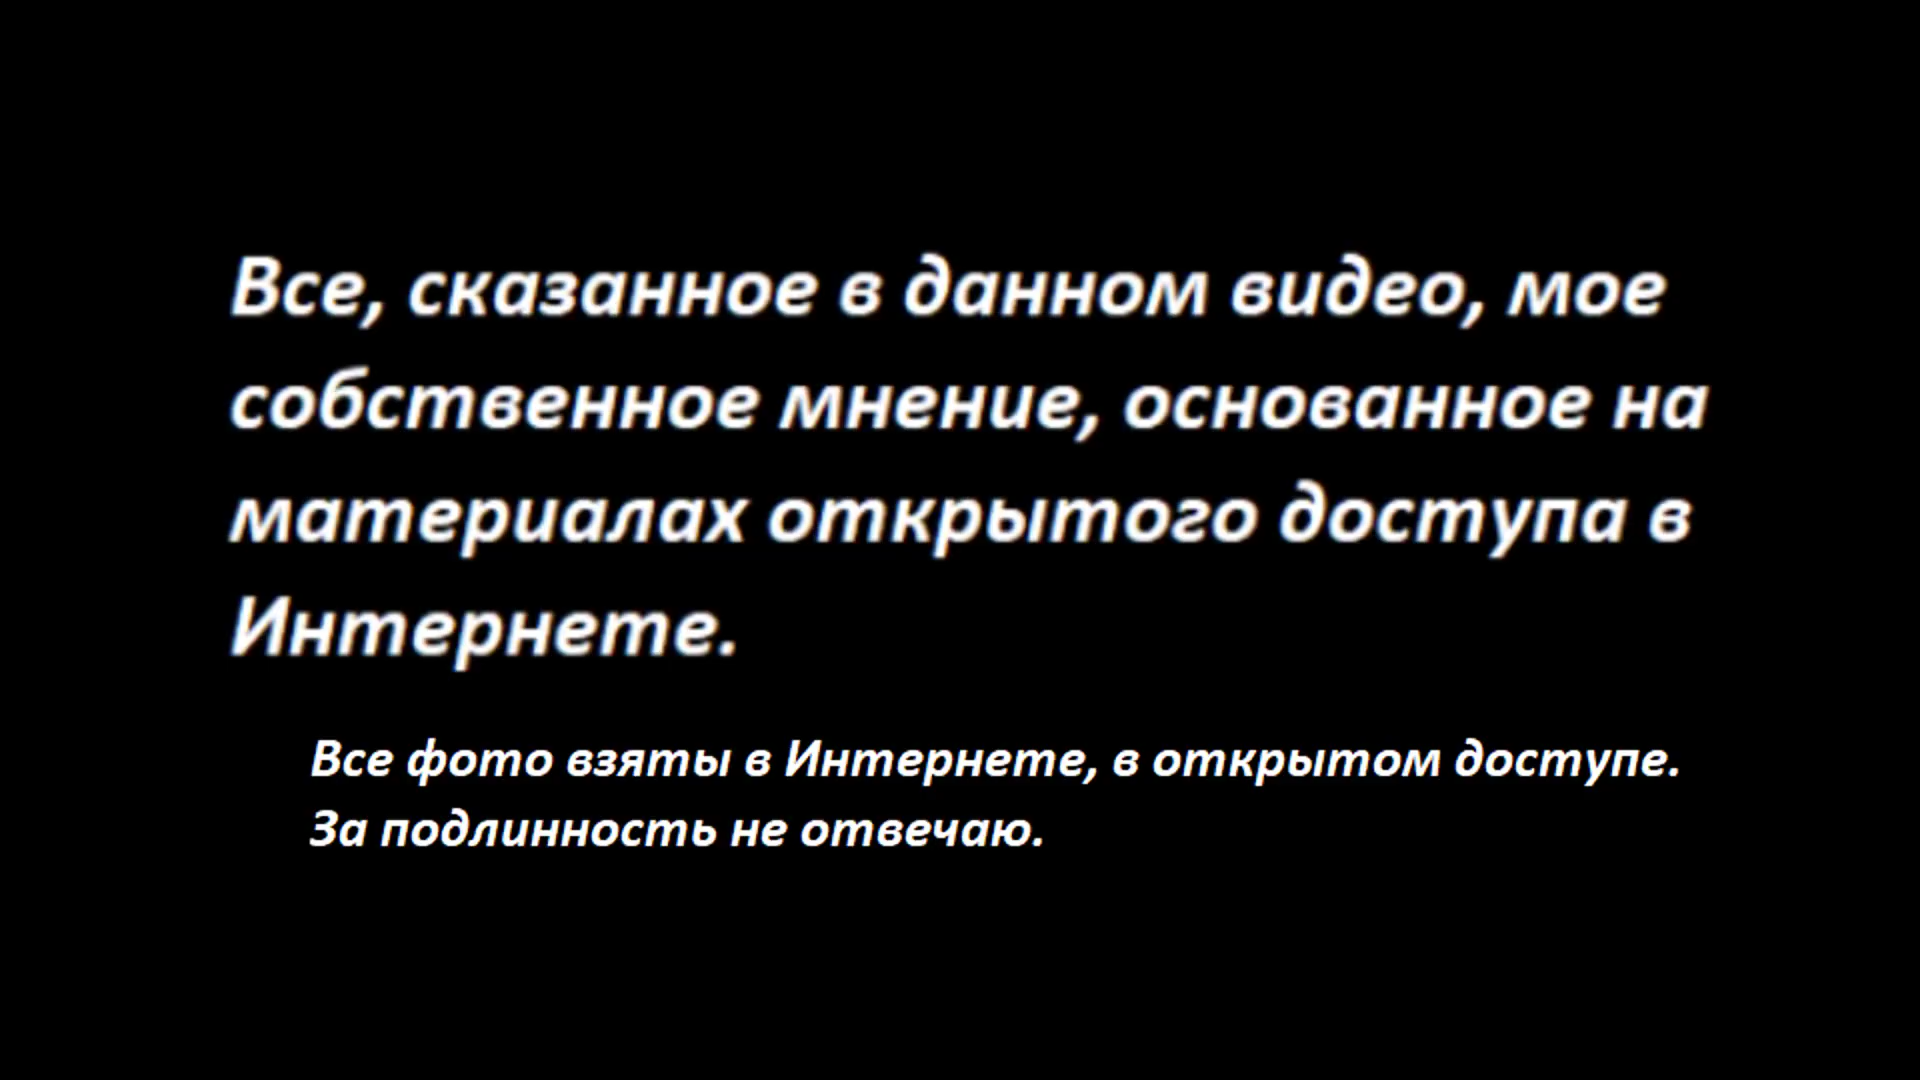 Все, сказанное в данном видео, мое
собственное мнение, основанное на
материалах открытого доступа в
Интернете.
Все фото взяты в Интернете, в открытом доступе.
За подлинность не отвечаю.